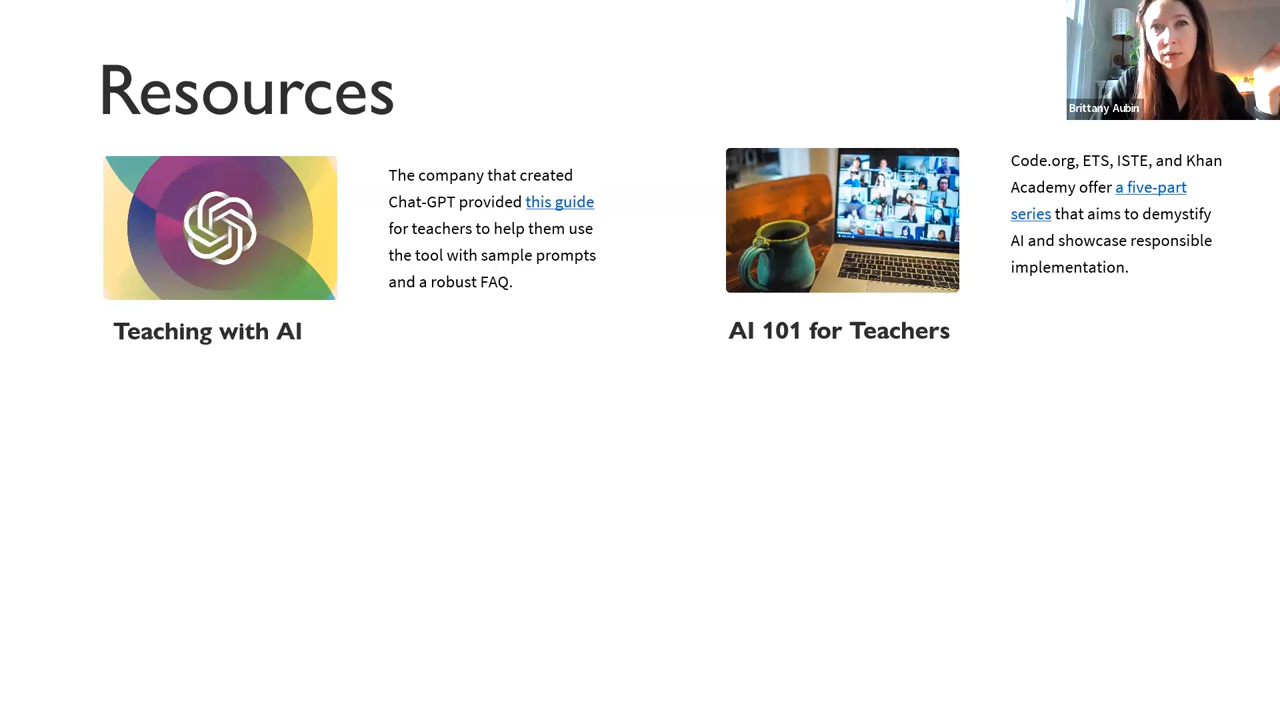 Resources
Brittany Aubin
The company that created
Chat-GPT provided this guide
for teachers to help them use
the tool with sample prompts
and a robust FAQ.
Teaching with AI
Code.org, ETS, ISTE, and Khan
Academy offer a five-part
series that aims to demystify
AI and showcase responsible
implementation.
AI 101 for Teachers